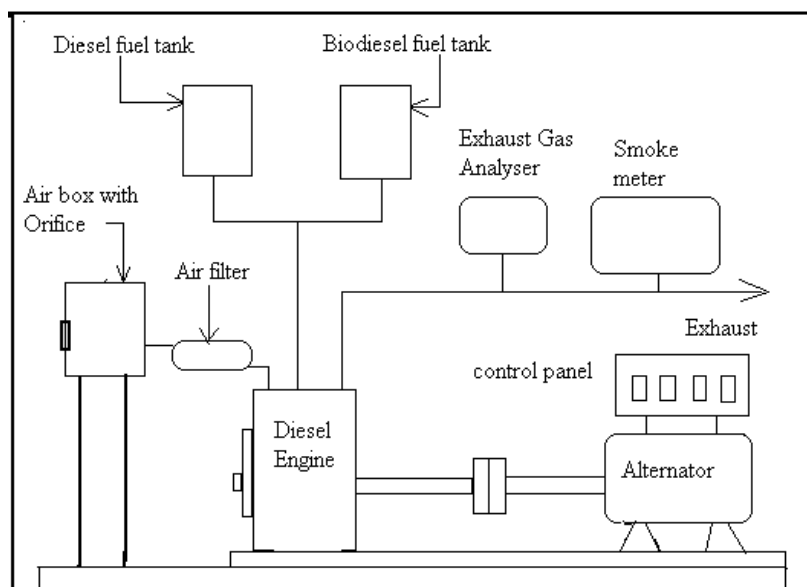 Diesel fuel tank
Biodiesel fuel tank
Exhaust Gas
Analyser
Smoke
meter
Air box with
Orifice
Air filter
Exhaust
control panel
Diesel
Engine
Alternator